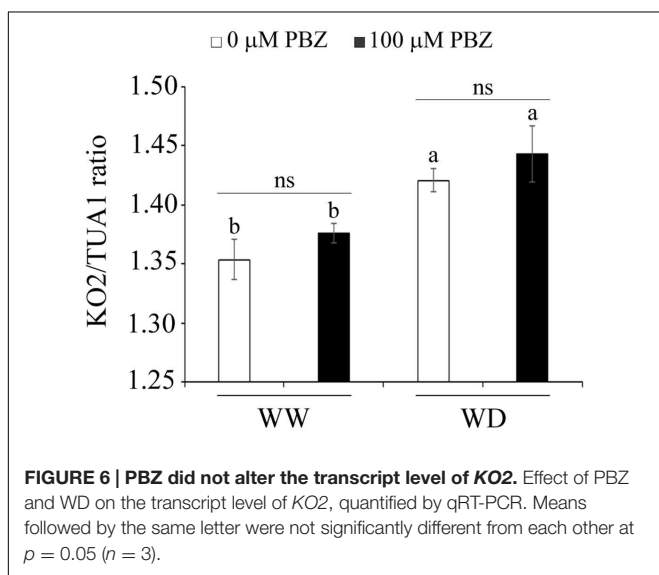 0 μM PBZ 100 μM PBZ
1.50
1.45
1.40
1.35
1.30
1.25
KO2/TUA1 ratio
ns
b
b
ns
a
a
WW
WD
FIGURE 6 | PBZ did not alter the transcript level of KO2. Effect of PBZ
and WD on the transcript level of KO2, quantified by qRT-PCR. Means
followed by the same letter were not significantly different from each other at
p = 0.05 (n = 3).